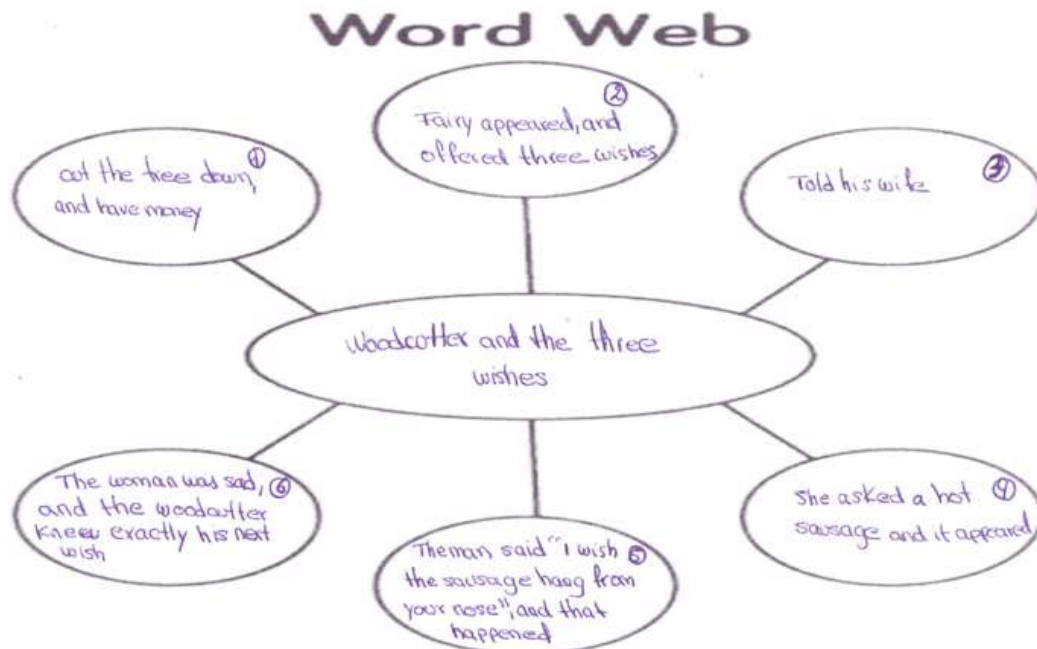 Word Web
cut the tree down, ①
and have money
②
Fairy appeared, and
offered three wishes
Told his wife ③
Woodcutter and the three
wishes
She asked a hot ④
sausage and it appeared
The man said "I wish ⑤
the sausage hang from
your nose", and that
happened
The woman was sad, ⑥
and the woodcutter
knew exactly his next
wish